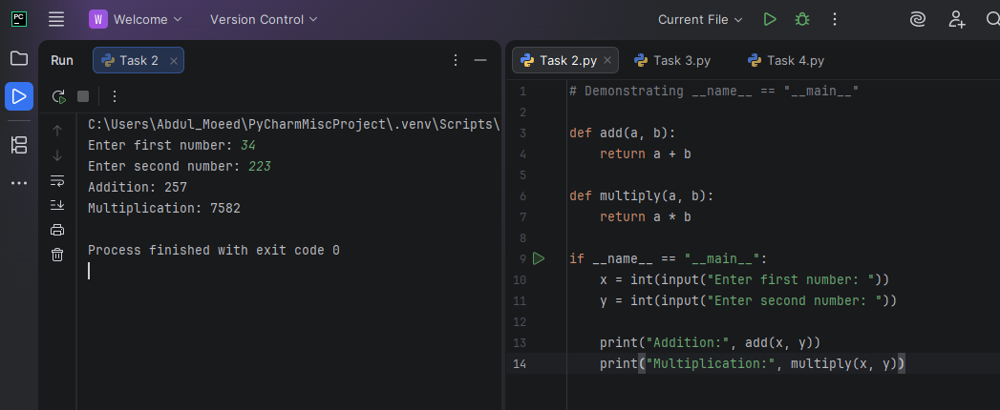 PC
W Welcome
Version Control
Current File
Run
Task 2
C:\Users\Abdul_Moeed\PyCharmMiscProject\.venv\Scripts\
Enter first number: 34
Enter second number: 223
Addition: 257
Multiplication: 7582
Process finished with exit code 0
Task 2.py
Task 3.py
Task 4.py
1 # Demonstrating __name__ == "__main__"
2
3 def add(a, b):
4     return a + b
5
6 def multiply(a, b):
7     return a * b
8
9 if __name__ == "__main__":
10     x = int(input("Enter first number: "))
11     y = int(input("Enter second number: "))
12
13     print("Addition:", add(x, y))
14     print("Multiplication:", multiply(x, y))